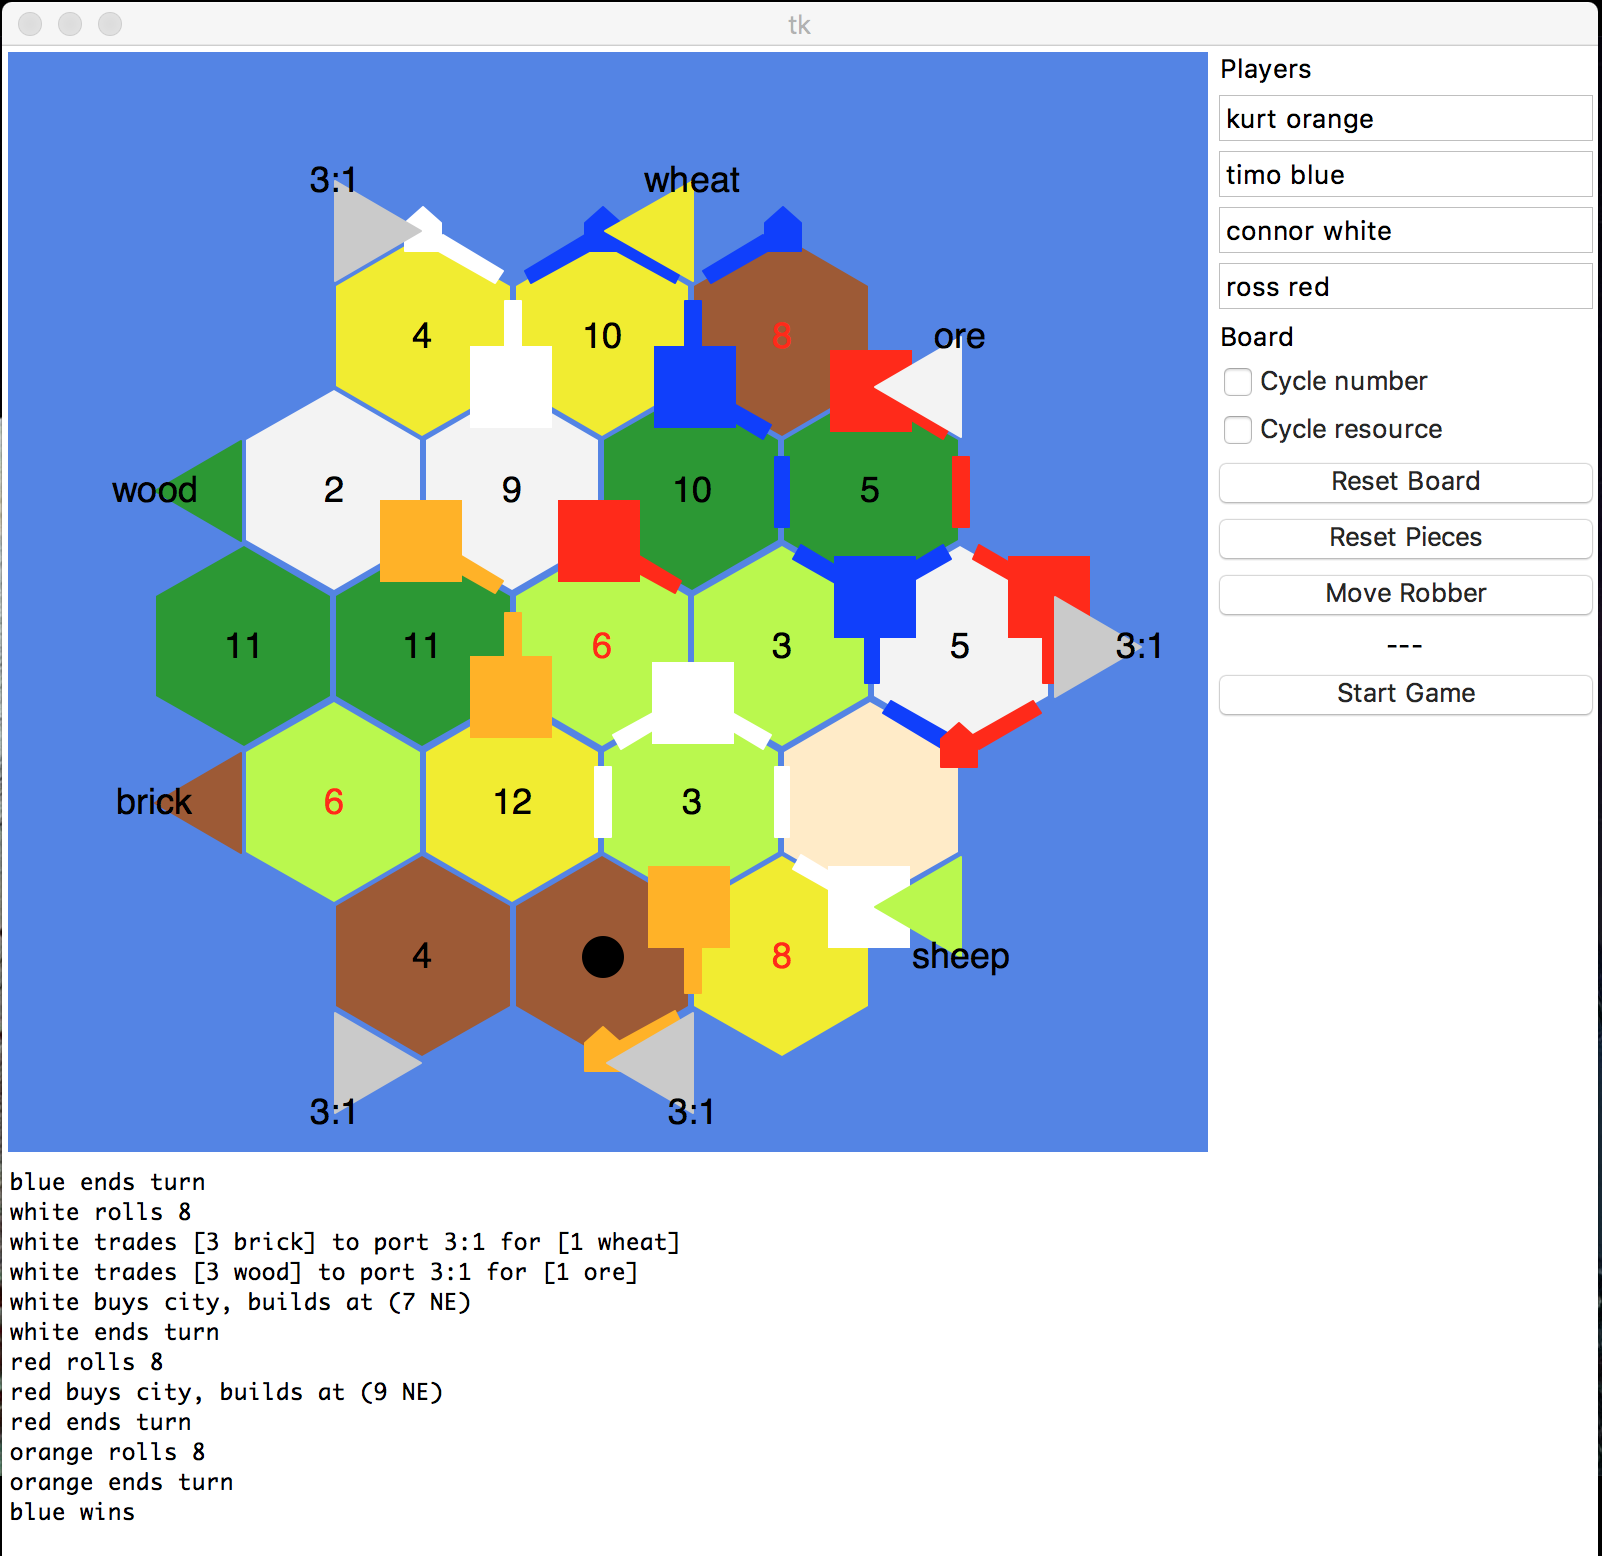 tk
Players
kurt orange
timo blue
connor white
ross red
Board
Cycle number
Cycle resource
Reset Board
Reset Pieces
Move Robber
---
Start Game
3:1
wheat
4
10
8
ore
wood
2
9
10
5
11
11
6
3
5
3:1
brick
6
12
3
4
8
sheep
3:1
3:1
blue ends turn
white rolls 8
white trades [3 brick] to port 3:1 for [1 wheat]
white trades [3 wood] to port 3:1 for [1 ore]
white buys city, builds at (7 NE)
white ends turn
red rolls 8
red buys city, builds at (9 NE)
red ends turn
orange rolls 8
orange ends turn
blue wins